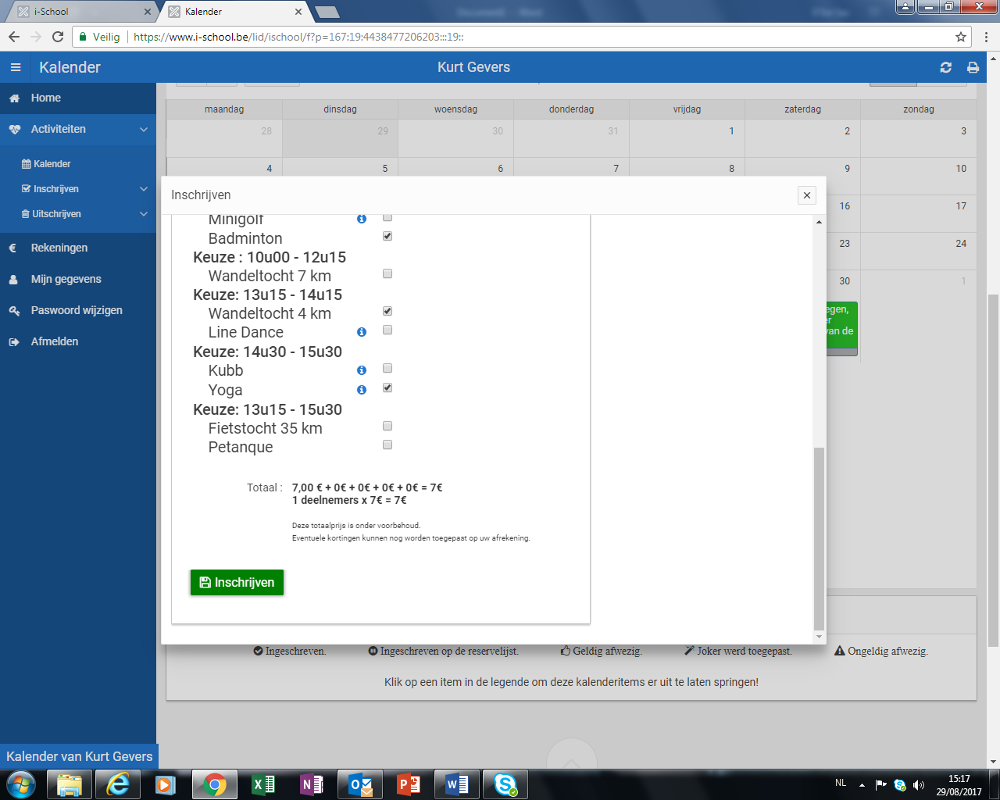 i-School
Kalender
Veilig
https://www.i-school.be/lid/ischool/f?p=167:19:4438477206203:::19::
Kalender
Kurt Gevers
Home
Activiteiten
Kalender
Inschrijven
Uitschrijven
Rekeningen
Mijn gegevens
Paswoord wijzigen
Afmelden
maandag dinsdag woensdag donderdag vrijdag zaterdag zondag
28 29 30 31 1 2 3
4 5 6 7 8 9 10
16 17
23 24
30 1
egen,
er
van de
Inschrijven
Minigolf
Badminton
Keuze : 10u00 - 12u15
Wandeltocht 7 km
Keuze: 13u15 - 14u15
Wandeltocht 4 km
Line Dance
Keuze: 14u30 - 15u30
Kubb
Yoga
Keuze: 13u15 - 15u30
Fietstocht 35 km
Petanque
Totaal : 7,00 € + 0€ + 0€ + 0€ + 0€ = 7€
1 deelnemers x 7€ = 7€
Deze totaalprijs is onder voorbehoud.
Eventuele kortingen kunnen nog worden toegepast op uw afrekening.
Inschrijven
Ingeschreven. Ingeschreven op de reservelijst. Geldig afwezig. Joker werd toegepast. Ongeldig afwezig.
Klik op een item in de legende om deze kalenderitems er uit te laten springen!
Kalender van Kurt Gevers
NL
15:17
29/08/2017